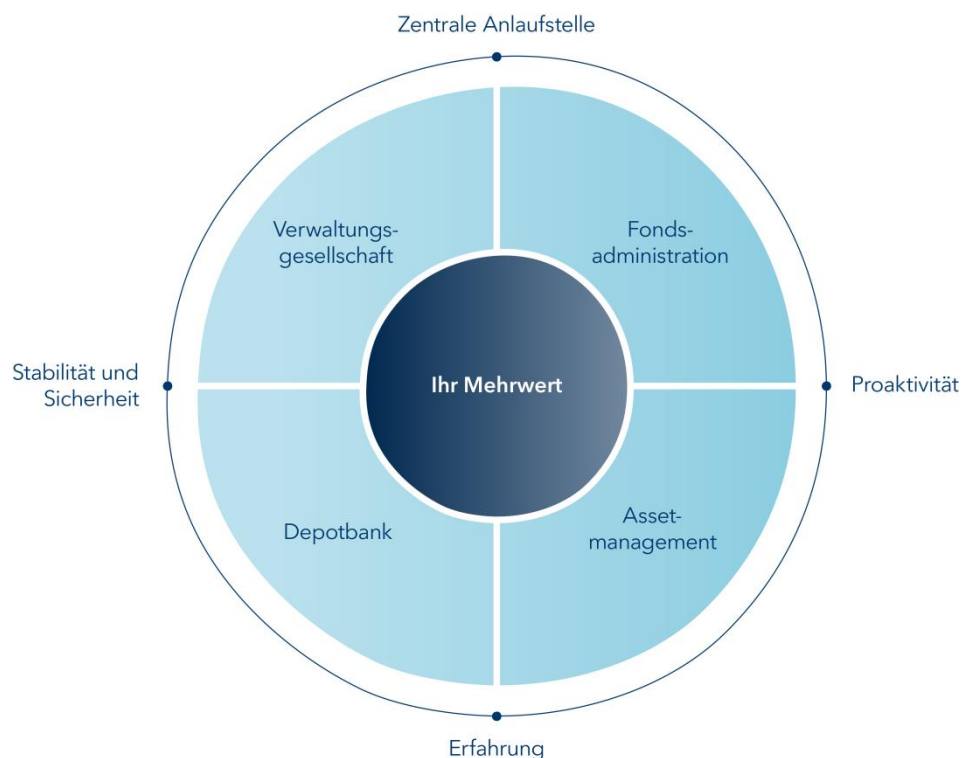 Zentrale Anlaufstelle
Verwaltungs-
gesellschaft
Fonds-
administration
Stabilität und
Sicherheit
Ihr Mehrwert
Proaktivität
Depotbank
Asset-
management
Erfahrung